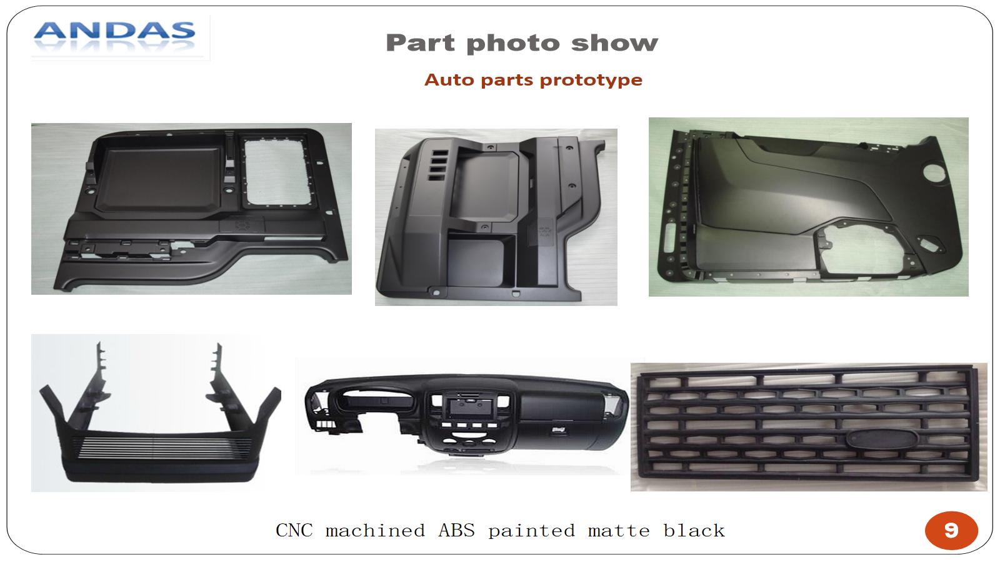 ANDAS
Part photo show
Auto parts prototype
CNC machined ABS painted matte black
9